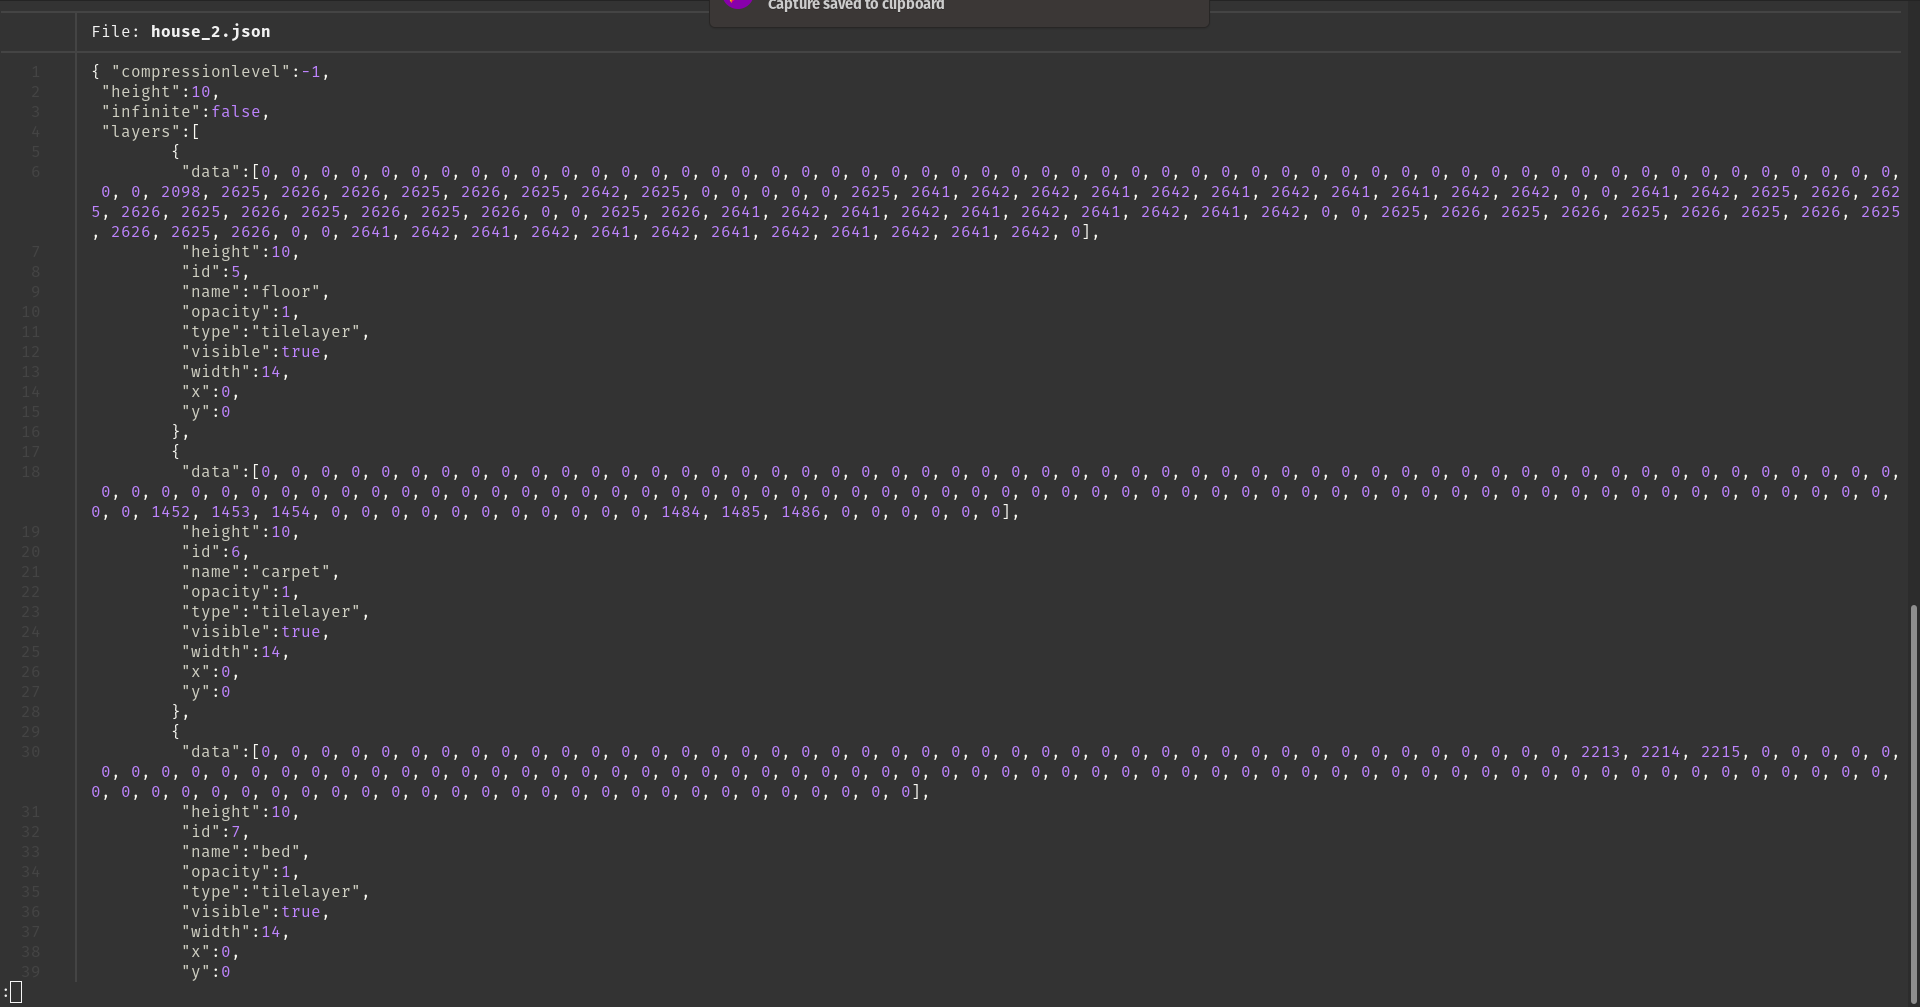 Capture saved to clipboard
File: house_2.json
1 { "compressionlevel":-1,
2 "height":10,
3 "infinite":false,
4 "layers":[
5 {
6 "data":[0, 0, 0, 0, 0, 0, 0, 0, 0, 0, 0, 0, 0, 0, 0, 0, 0, 0, 0, 0, 0, 0, 0, 0, 0, 0, 0, 0, 0, 0, 0, 0, 0, 0, 0, 0, 0, 0, 0, 0, 0, 0, 0, 0, 0, 0, 0, 0, 0, 0, 0, 0, 0, 0, 0,
0, 0, 2098, 2625, 2626, 2626, 2625, 2626, 2625, 2642, 2625, 0, 0, 0, 0, 0, 2625, 2641, 2642, 2642, 2641, 2642, 2641, 2642, 2641, 2641, 2642, 2642, 0, 0, 2641, 2642, 2625, 2626, 262
5, 2626, 2625, 2626, 2625, 2626, 2625, 2626, 0, 0, 2625, 2626, 2641, 2642, 2641, 2642, 2641, 2642, 2641, 2642, 2641, 2642, 0, 0, 2625, 2626, 2625, 2626, 2625, 2626, 2625, 2626, 2625
, 2626, 2625, 2626, 0, 0, 2641, 2642, 2641, 2642, 2641, 2642, 2641, 2642, 2641, 2642, 2641, 2642, 0],
7 "height":10,
8 "id":5,
9 "name":"floor",
10 "opacity":1,
11 "type":"tilelayer",
12 "visible":true,
13 "width":14,
14 "x":0,
15 "y":0
16 },
17 {
18 "data":[0, 0, 0, 0, 0, 0, 0, 0, 0, 0, 0, 0, 0, 0, 0, 0, 0, 0, 0, 0, 0, 0, 0, 0, 0, 0, 0, 0, 0, 0, 0, 0, 0, 0, 0, 0, 0, 0, 0, 0, 0, 0, 0, 0, 0, 0, 0, 0, 0, 0, 0, 0, 0, 0, 0,
0, 0, 0, 0, 0, 0, 0, 0, 0, 0, 0, 0, 0, 0, 0, 0, 0, 0, 0, 0, 0, 0, 0, 0, 0, 0, 0, 0, 0, 0, 0, 0, 0, 0, 0, 0, 0, 0, 0, 0, 0, 0, 0, 0, 0, 0, 0, 0, 0, 0, 0, 0, 0, 0, 0, 0, 0, 0, 0, 0,
0, 0, 1452, 1453, 1454, 0, 0, 0, 0, 0, 0, 0, 0, 0, 0, 0, 1484, 1485, 1486, 0, 0, 0, 0, 0, 0],
19 "height":10,
20 "id":6,
21 "name":"carpet",
22 "opacity":1,
23 "type":"tilelayer",
24 "visible":true,
25 "width":14,
26 "x":0,
27 "y":0
28 },
29 {
30 "data":[0, 0, 0, 0, 0, 0, 0, 0, 0, 0, 0, 0, 0, 0, 0, 0, 0, 0, 0, 0, 0, 0, 0, 0, 0, 0, 0, 0, 0, 0, 0, 0, 0, 0, 0, 0, 0, 0, 0, 0, 0, 0, 0, 0, 2213, 2214, 2215, 0, 0, 0, 0, 0,
0, 0, 0, 0, 0, 0, 0, 0, 0, 0, 0, 0, 0, 0, 0, 0, 0, 0, 0, 0, 0, 0, 0, 0, 0, 0, 0, 0, 0, 0, 0, 0, 0, 0, 0, 0, 0, 0, 0, 0, 0, 0, 0, 0, 0, 0, 0, 0, 0, 0, 0, 0, 0, 0, 0, 0, 0, 0, 0, 0,
0, 0, 0, 0, 0, 0, 0, 0, 0, 0, 0, 0, 0, 0, 0, 0, 0, 0, 0, 0, 0, 0, 0, 0, 0, 0, 0, 0],
31 "height":10,
32 "id":7,
33 "name":"bed",
34 "opacity":1,
35 "type":"tilelayer",
36 "visible":true,
37 "width":14,
38 "x":0,
39 "y":0
: